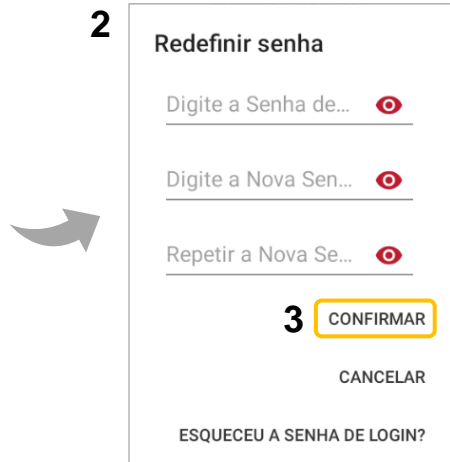 2
Redefinir senha
Digite a Senha de...
Digite a Nova Sen...
Repetir a Nova Se...
3 CONFIRMAR
CANCELAR
ESQUECEU A SENHA DE LOGIN?